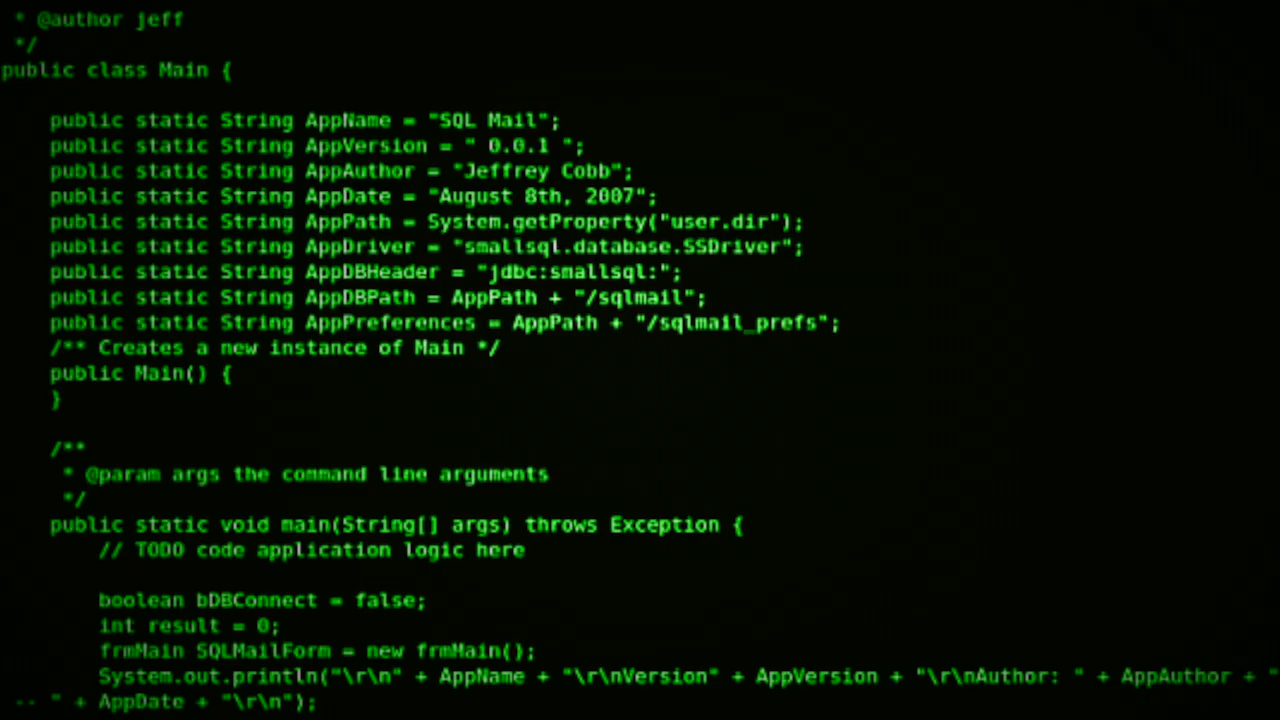 * @author jeff
 */
public class Main {

    public static String AppName = "SQL Mail";
    public static String AppVersion = " 0.0.1 ";
    public static String AppAuthor = "Jeffrey Cobb";
    public static String AppDate = "August 8th, 2007";
    public static String AppPath = System.getProperty("user.dir");
    public static String AppDriver = "smallsql.database.SSDriver";
    public static String AppDBHeader = "jdbc:smallsql:";
    public static String AppDBPath = AppPath + "/sqlmail";
    public static String AppPreferences = AppPath + "/sqlmail_prefs";
    /** Creates a new instance of Main */
    public Main() {
    }

    /**
     * @param args the command line arguments
     */
    public static void main(String[] args) throws Exception {
        // TODO code application logic here

        boolean bDBConnect = false;
        int result = 0;
        frmMain SQLMailForm = new frmMain();
        System.out.println("\r\n" + AppName + "\r\nVersion" + AppVersion + "\r\nAuthor: " + AppAuthor + "
 -- " + AppDate + "\r\n");